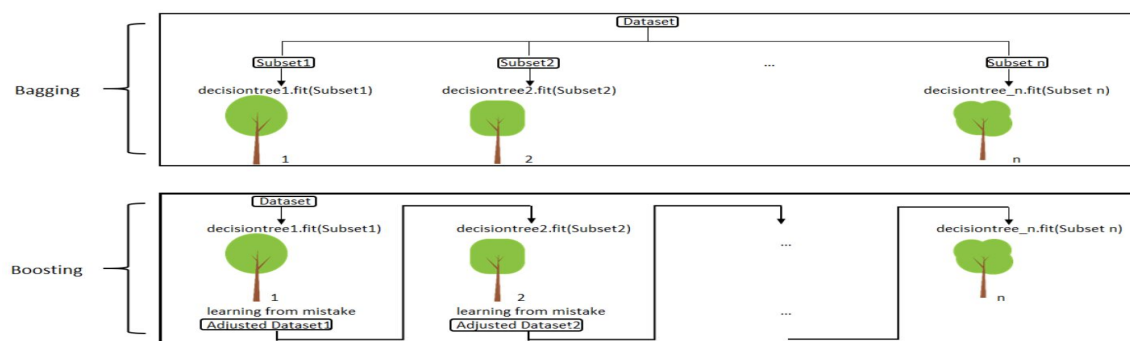 Dataset
Subset1 Subset2 ... Subset n
Bagging
decisiontree1.fit(Subset1) decisiontree2.fit(Subset2) decisiontree_n.fit(Subset n)
1 2 n
Dataset
decisiontree1.fit(Subset1) decisiontree2.fit(Subset2) ... decisiontree_n.fit(Subset n)
Boosting
1 2 n
learning from mistake learning from mistake ...
Adjusted Dataset1 Adjusted Dataset2